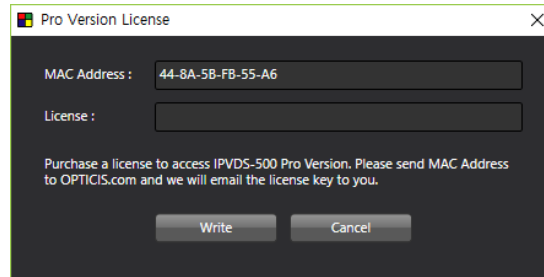 Pro Version License
MAC Address :
44-8A-5B-FB-55-A6
License :
Purchase a license to access IPVDS-500 Pro Version. Please send MAC Address
to OPTICIS.com and we will email the license key to you.
Write
Cancel